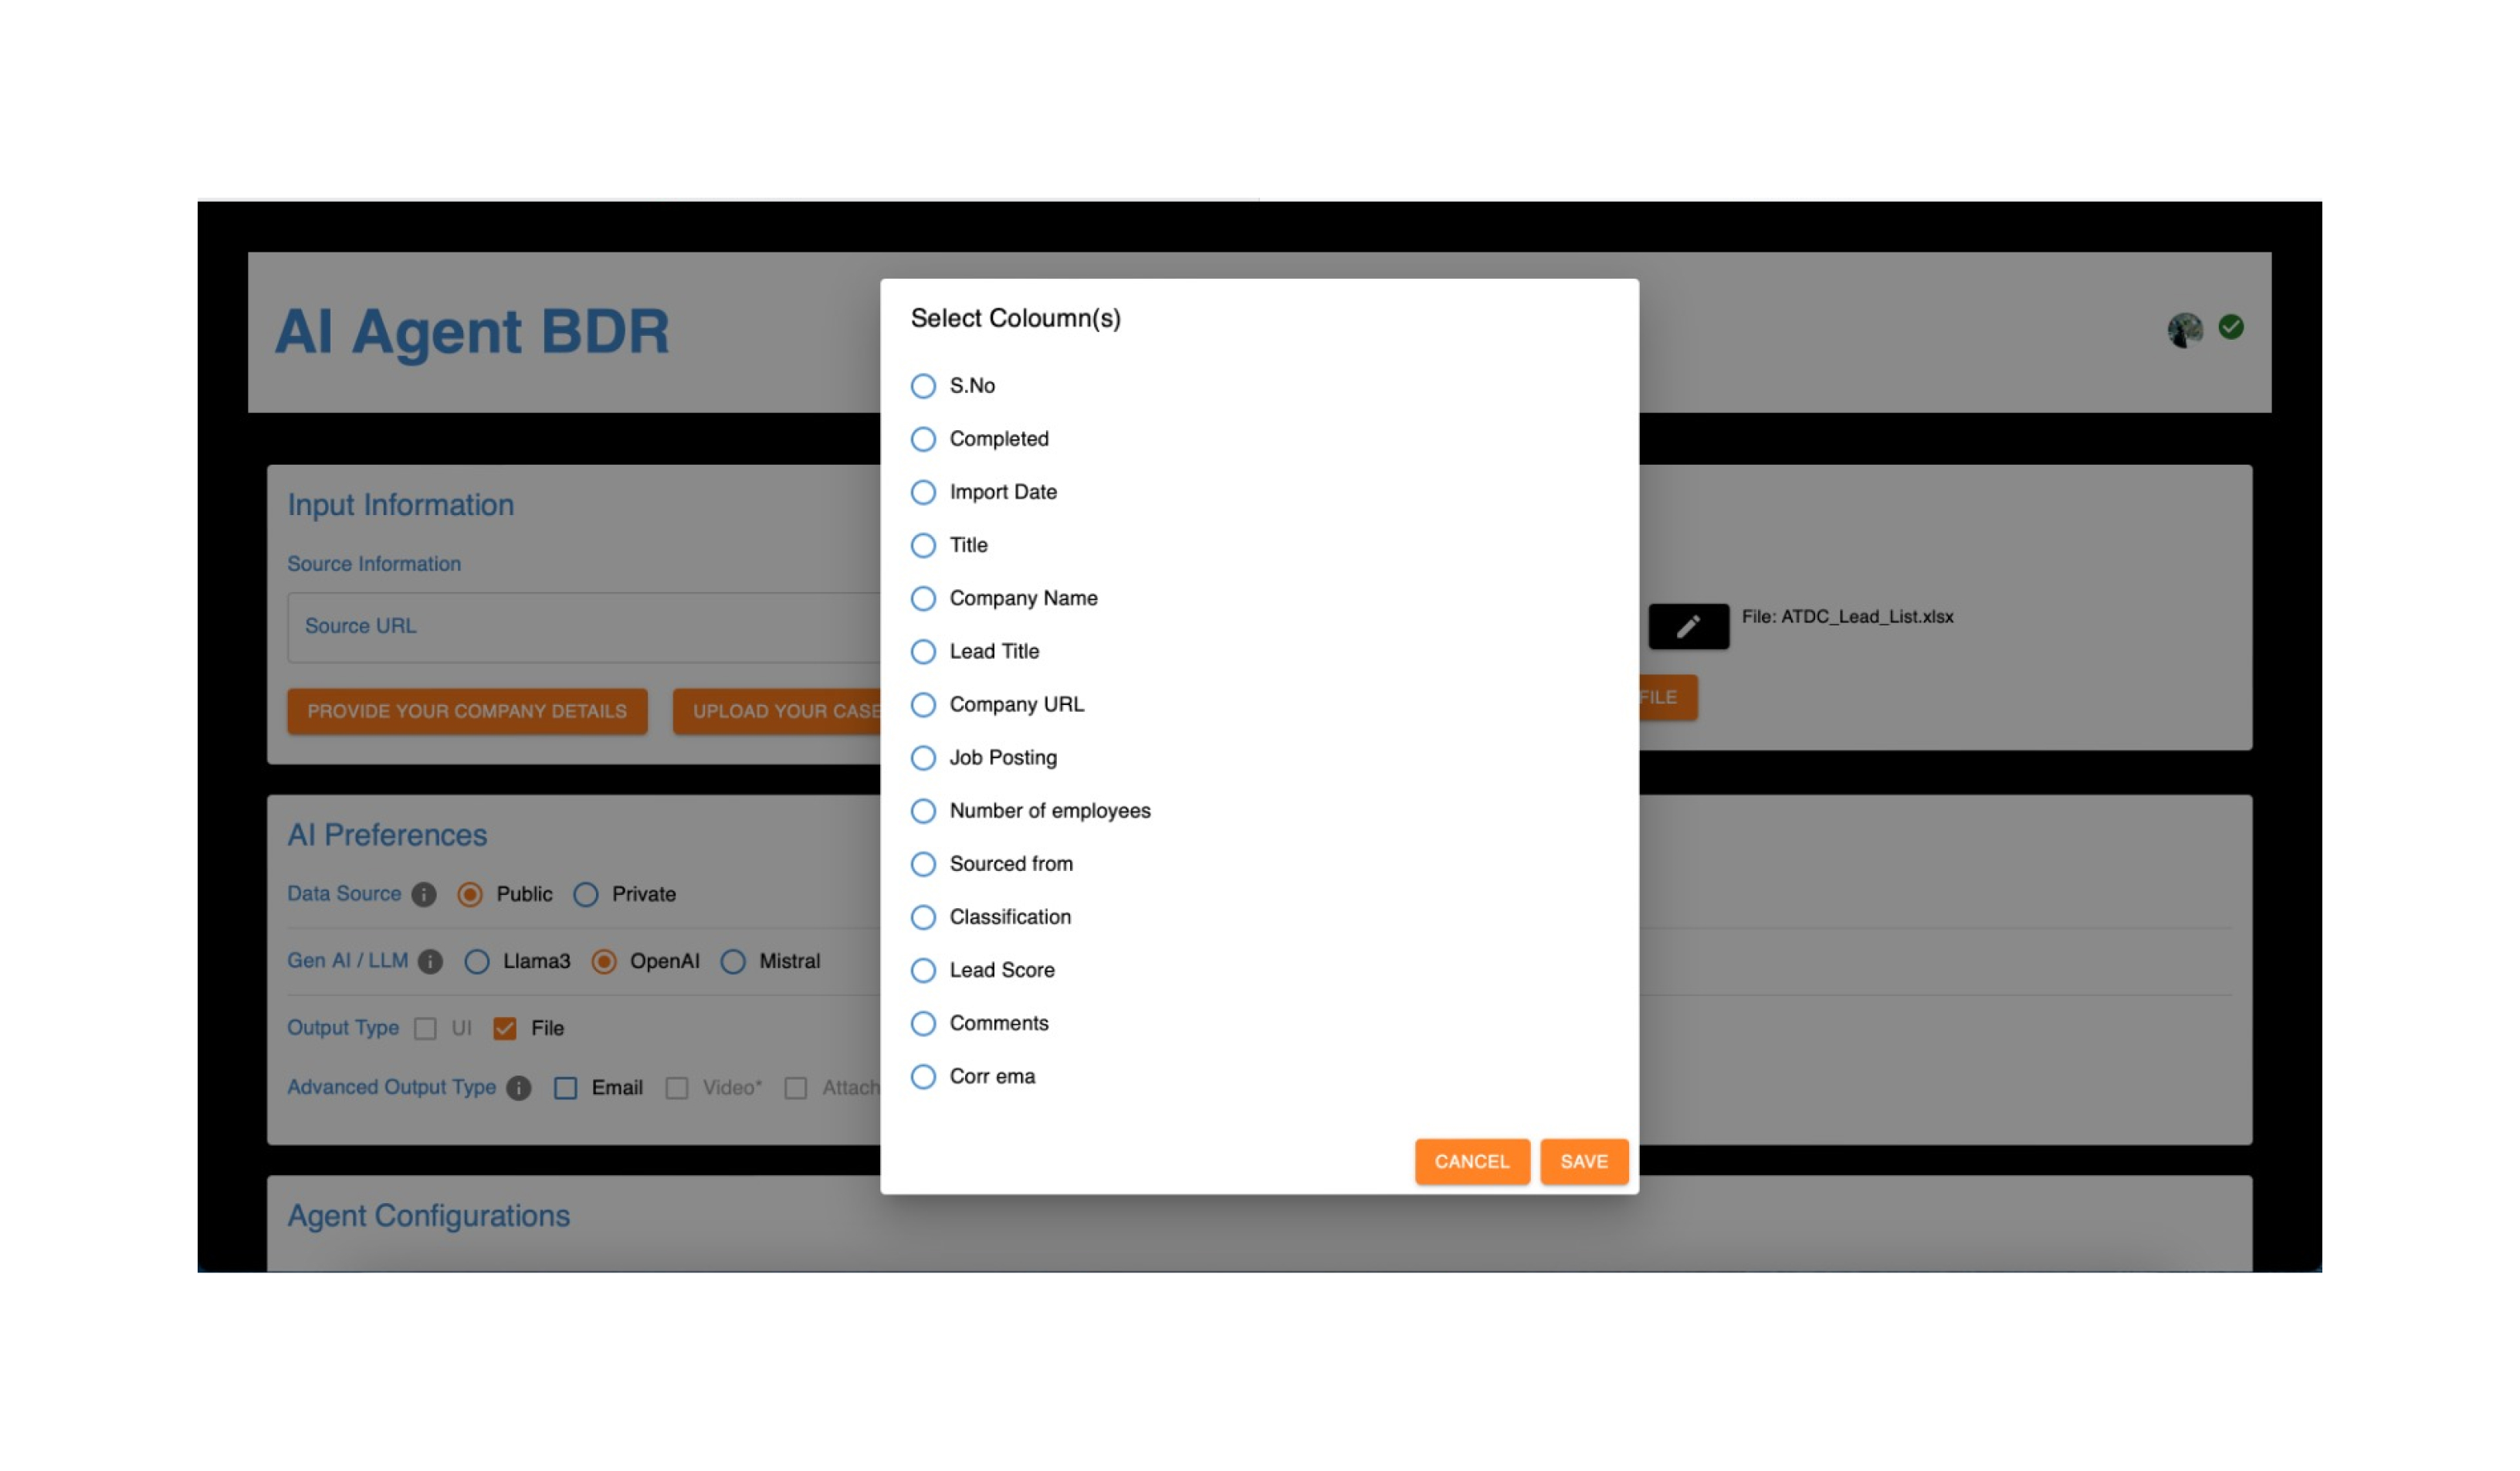 AI Agent BDR
Select Coloumn(s)
S.No
Completed
Import Date
Title
Company Name
Lead Title
Company URL
Job Posting
Number of employees
Sourced from
Classification
Lead Score
Comments
Corr ema
CANCEL SAVE
Input Information
Source Information
Source URL
PROVIDE YOUR COMPANY DETAILS UPLOAD YOUR CASE
File: ATDC_Lead_List.xlsx
FILE
AI Preferences
Data Source Public Private
Gen AI / LLM Llama3 OpenAI Mistral
Output Type UI File
Advanced Output Type Email Video* Attach
Agent Configurations